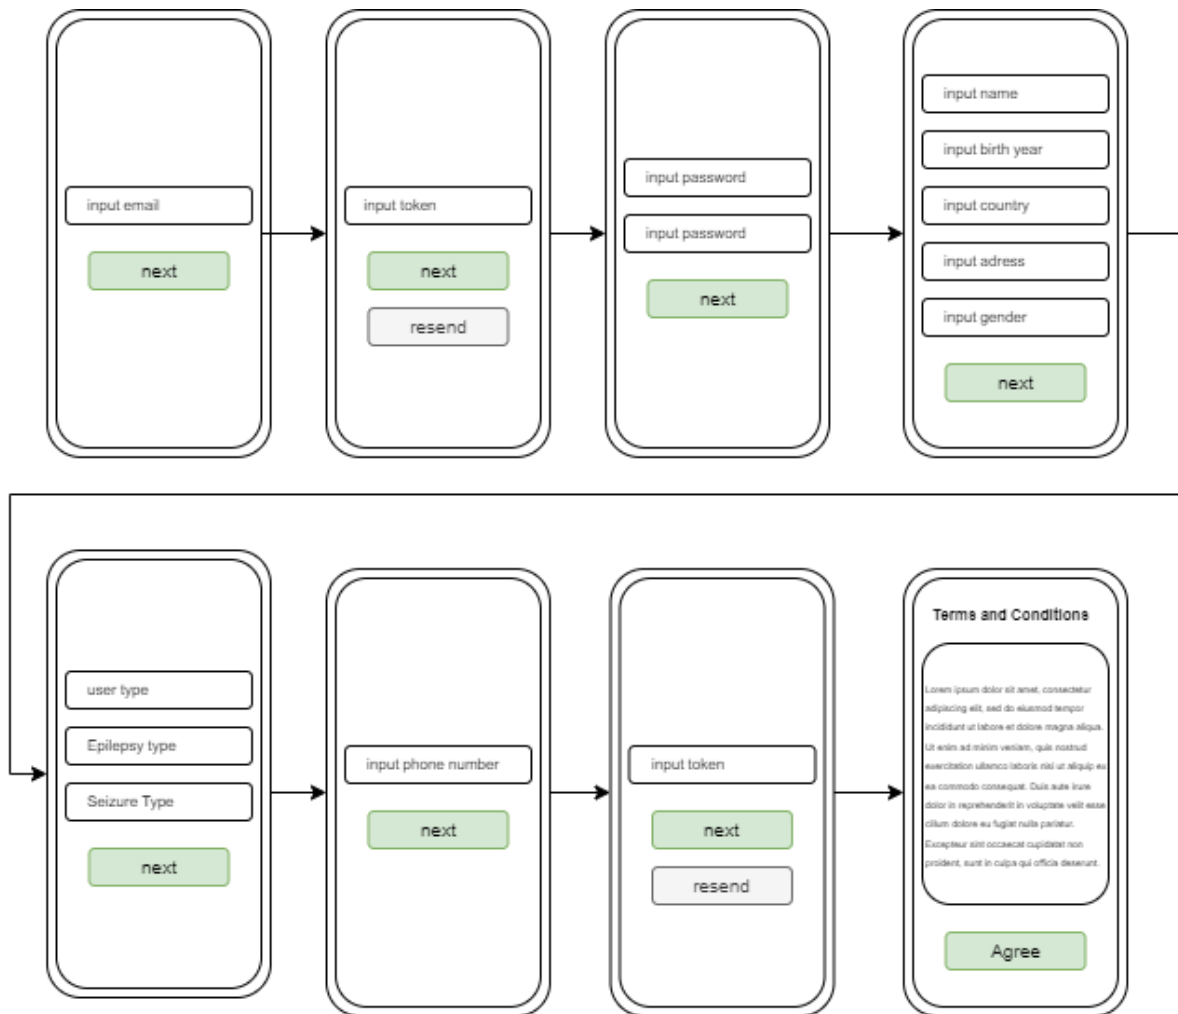 input email
next
input token
next
resend
input password
input password
next
input name
input birth year
input country
input adress
input gender
next
user type
Epilepsy type
Seizure Type
next
input phone number
next
input token
next
resend
Terms and Conditions
Lorem ipsum dolor sit amet, consectetur
adipiscing elit, sed do eiusmod tempor
incididunt ut labore et dolore magna aliqua.
Ut enim ad minim veniam, quis nostrud
exercitation ullamco laboris nisi ut aliquip ex
ea commodo consequat. Duis aute irure
dolor in reprehenderit in voluptate velit esse
cillum dolore eu fugiat nulla pariatur.
Excepteur sint occaecat cupidatat non
proident, sunt in culpa qui officia deserunt.
Agree